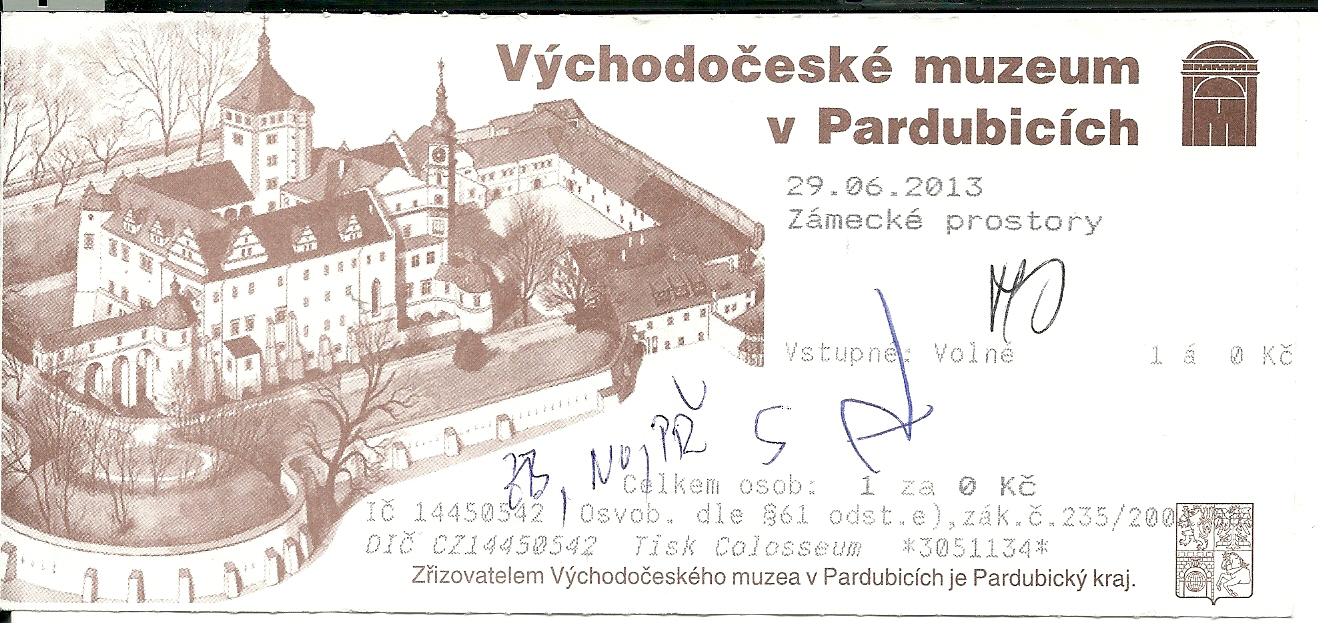 Východočeské muzeum
v Pardubicích
29.06.2013
Zámecké prostory
Vstupné: Volné 1 á 0 Kč
Celkem osob: 1 za 0 Kč
IČ 14450542 , Osvob. dle §61 odst.e),zák.č.235/200
DIČ CZ14450542 Tisk Colosseum *3051134*
Zřizovatelem Východočeského muzea v Pardubicích je Pardubický kraj.